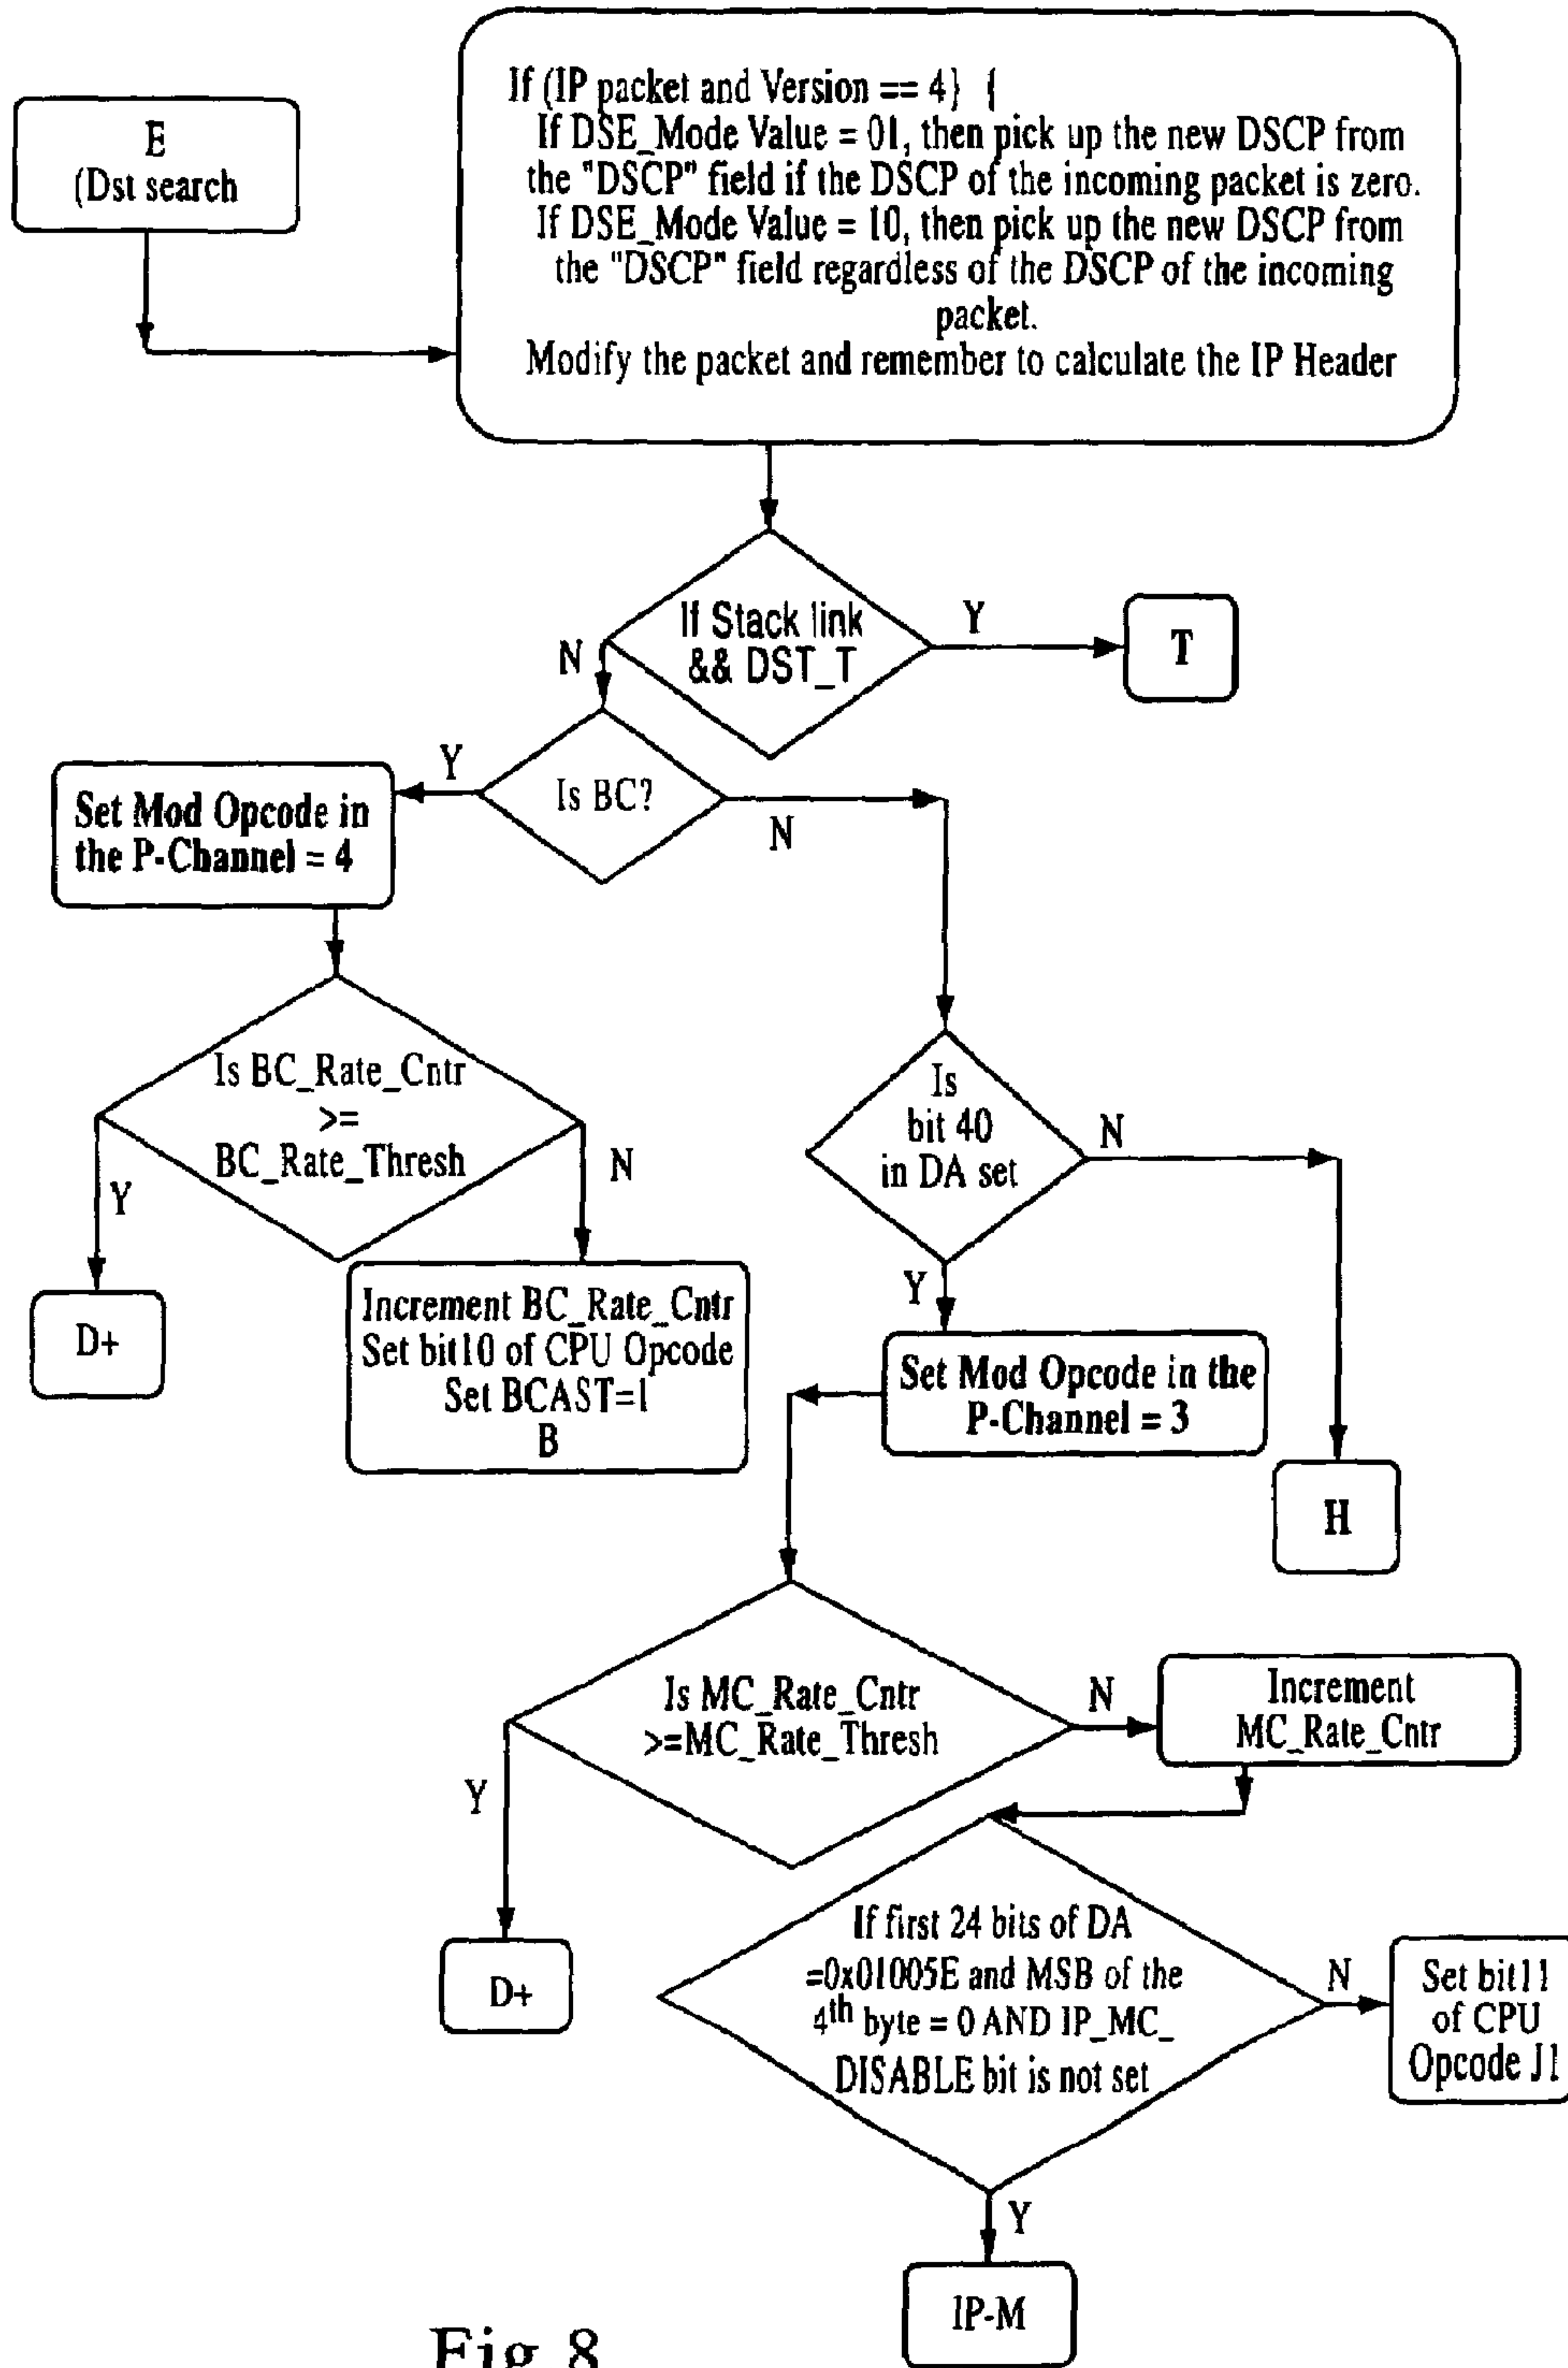 E
(Dst search
If (IP packet and Version == 4} {
If DSE_Mode Value = 01, then pick up the new DSCP from
the "DSCP" field if the DSCP of the incoming packet is zero.
If DSE_Mode Value = 10, then pick up the new DSCP from
the "DSCP" field regardless of the DSCP of the incoming
packet.
Modify the packet and remember to calculate the IP Header
If Stack link
&& DST_T
Y
T
N
Is BC?
Y
N
Set Mod Opcode in
the P-Channel = 4
Is BC_Rate_Cntr
>=
BC_Rate_Thresh
Y
N
D+
Increment BC_Rate_Cntr
Set bit10 of CPU Opcode
Set BCAST=1
B
Is
bit 40
in DA set
N
Y
Set Mod Opcode in the
P-Channel = 3
H
Is MC_Rate_Cntr
>=MC_Rate_Thresh
N
Increment
MC_Rate_Cntr
Y
D+
If first 24 bits of DA
=0x01005E and MSB of the
4th byte = 0 AND IP_MC_
DISABLE bit is not set
N
Set bit11
of CPU
Opcode J1
Y
IP-M
Fig 8